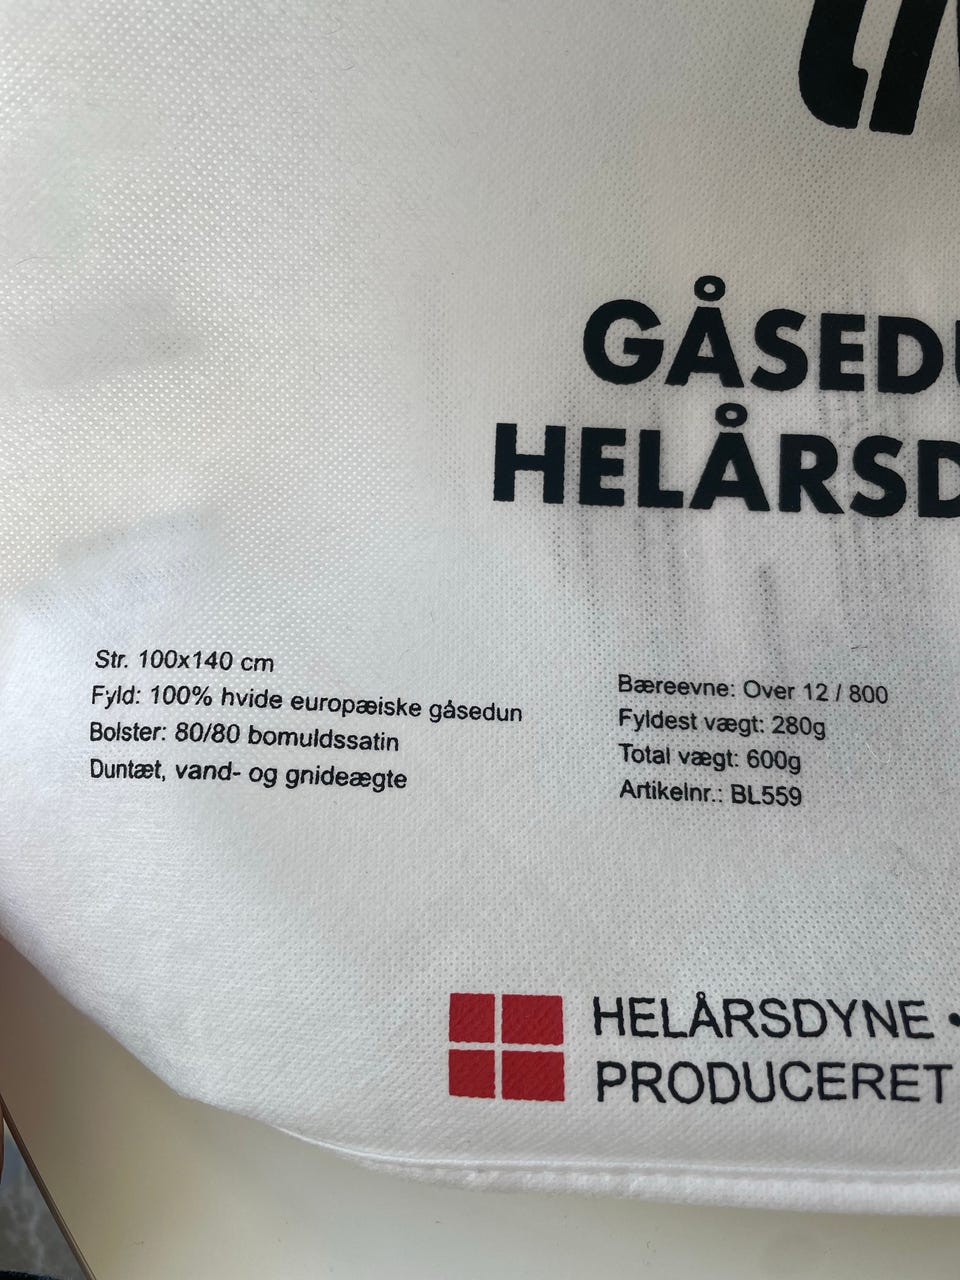 GÅSEDU
HELÅRSD
Str. 100x140 cm
Fyld: 100% hvide europæiske gåsedun
Bolster: 80/80 bomuldssatin
Duntæt, vand- og gnideægte
Bæreevne: Over 12 / 800
Fyldest vægt: 280g
Total vægt: 600g
Artikelnr.: BL559
HELÅRSDYNE •
PRODUCERET